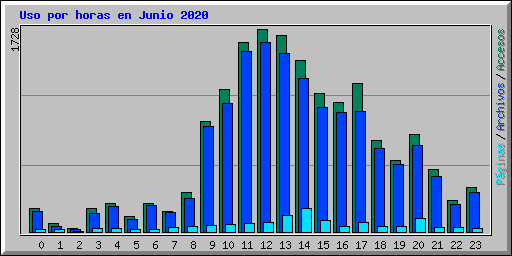 Uso por horas en Junio 2020
1728
Páginas / Archivos / Accesos
0 1 2 3 4 5 6 7 8 9 10 11 12 13 14 15 16 17 18 19 20 21 22 23